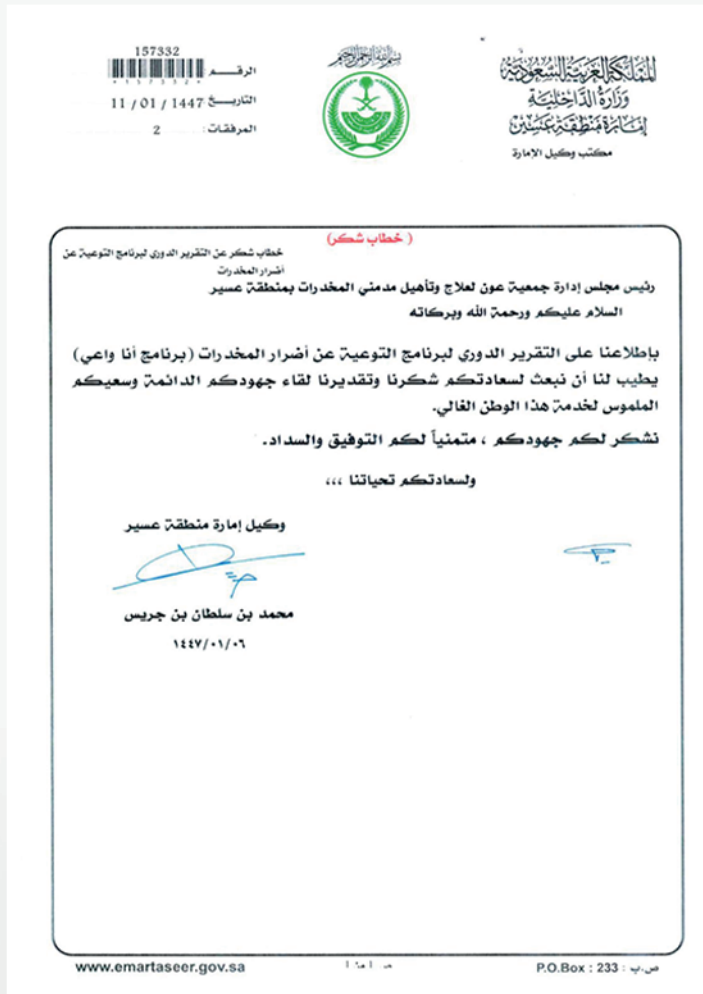 المملكة العربية السعودية
وزارة الداخلية
إمارة منطقة عسير
مكتب وكيل الإمارة
بسم الله الرحمن الرحيم
157332
الرقم
*157332*
التاريخ 1447 / 01 / 11
المرفقات : 2
(خطاب شكر)
خطاب شكر عن التقرير الدوري لبرنامج التوعية عن
أضرار المخدرات
رئيس مجلس إدارة جمعية عون لعلاج وتأهيل مدمني المخدرات بمنطقة عسير
السلام عليكم ورحمة الله وبركاته
بإطلاعنا على التقرير الدوري لبرنامج التوعية عن أضرار المخدرات (برنامج أنا واعي)
يطيب لنا أن نبعث لسعادتكم شكرنا وتقديرنا لقاء جهودكم الدائمة وسعيكم
الملموس لخدمة هذا الوطن الغالي.
نشكر لكم جهودكم ، متمنياً لكم التوفيق والسداد.
ولسعادتكم تحياتنا ،،،
وكيل إمارة منطقة عسير
محمد بن سلطان بن جريس
١٤٤٧/٠١/٠٦
www.emartaseer.gov.sa
P.O.Box : 233 : ص.ب